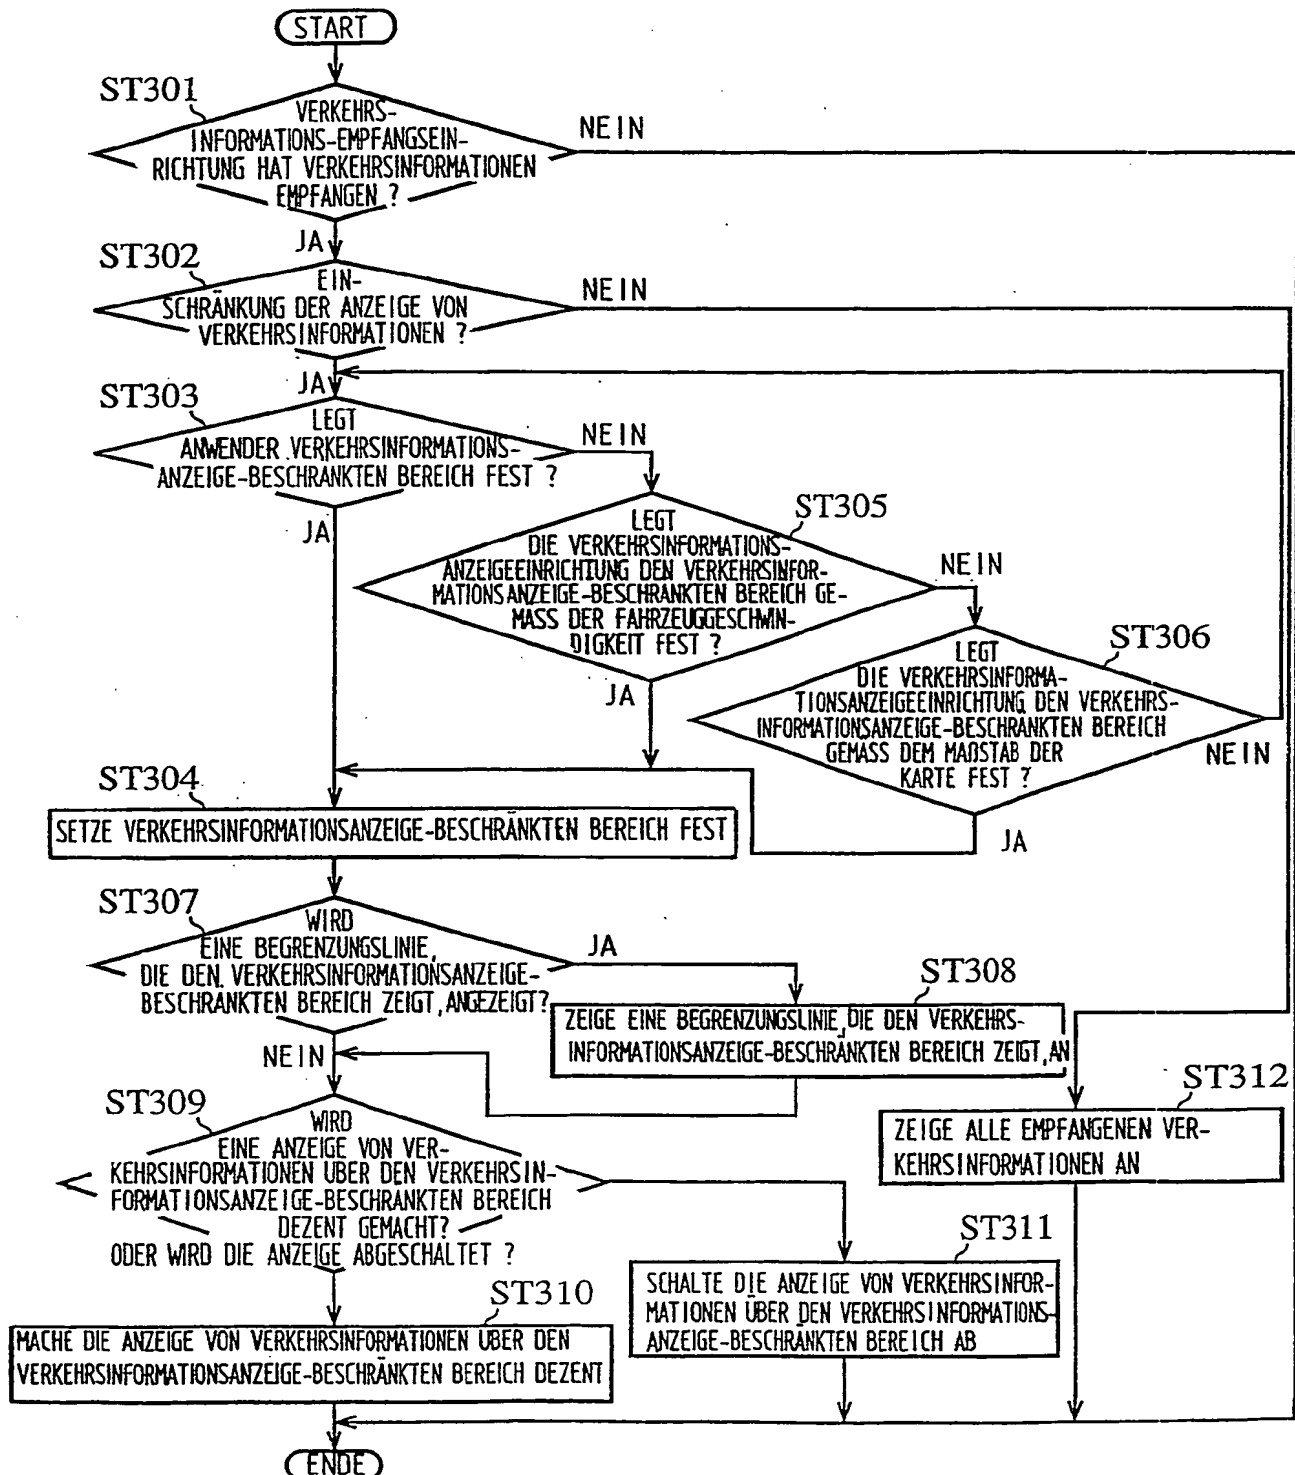 START
ST301
VERKEHRS-
INFORMATIONS-EMPFANGSEIN-
RICHTUNG HAT VERKEHRSINFORMATIONEN
EMPFANGEN ?
NEIN
JA
ST302
EIN-
SCHRÄNKUNG DER ANZEIGE VON
VERKEHRSINFORMATIONEN ?
NEIN
JA
ST303
LEGT
ANWENDER VERKEHRSINFORMATIONS-
ANZEIGE-BESCHRANKTEN BEREICH FEST ?
NEIN
JA
ST305
LEGT
DIE VERKEHRSINFORMATIONS-
ANZEIGEEINRICHTUNG DEN VERKEHRSINFOR-
MATIONSANZEIGE-BESCHRANKTEN BEREICH GE-
MASS DER FAHRZEUGGESCHWIN-
DIGKEIT FEST ?
NEIN
JA
ST306
LEGT
DIE VERKEHRSINFORMA-
TIONSANZEIGEEINRICHTUNG DEN VERKEHRS-
INFORMATIONSANZEIGE-BESCHRANKTEN BEREICH
GEMÄSS DEM MAßSTAB DER
KARTE FEST ?
NEIN
JA
ST304
SETZE VERKEHRSINFORMATIONSANZEIGE-BESCHRÄNKTEN BEREICH FEST
ST307
WIRD
EINE BEGRENZUNGSLINIE,
DIE DEN VERKEHRSINFORMATIONSANZEIGE-
BESCHRANKTEN BEREICH ZEIGT, ANGEZEIGT?
JA
NEIN
ST308
ZEIGE EINE BEGRENZUNGSLINIE, DIE DEN VERKEHRS-
INFORMATIONSANZEIGE-BESCHRANKTEN BEREICH ZEIGT, AN
ST309
WIRD
EINE ANZEIGE VON VER-
KEHRSINFORMATIONEN UBER DEN VERKEHRSIN-
FORMATIONSANZEIGE-BESCHRANKTEN BEREICH
DEZENT GEMACHT?
ODER WIRD DIE ANZEIGE ABGESCHALTET ?
ST312
ZEIGE ALLE EMPFANGENEN VER-
KEHRSINFORMATIONEN AN
ST311
SCHALTE DIE ANZEIGE VON VERKEHRSINFOR-
MATIONEN ÜBER DEN VERKEHRSINFORMATIONS-
ANZEIGE-BESCHRANKTEN BEREICH AB
ST310
MACHE DIE ANZEIGE VON VERKEHRSINFORMATIONEN UBER DEN
VERKEHRSINFORMATIONSANZEIGE-BESCHRÄNKTEN BEREICH DEZENT
ENDE